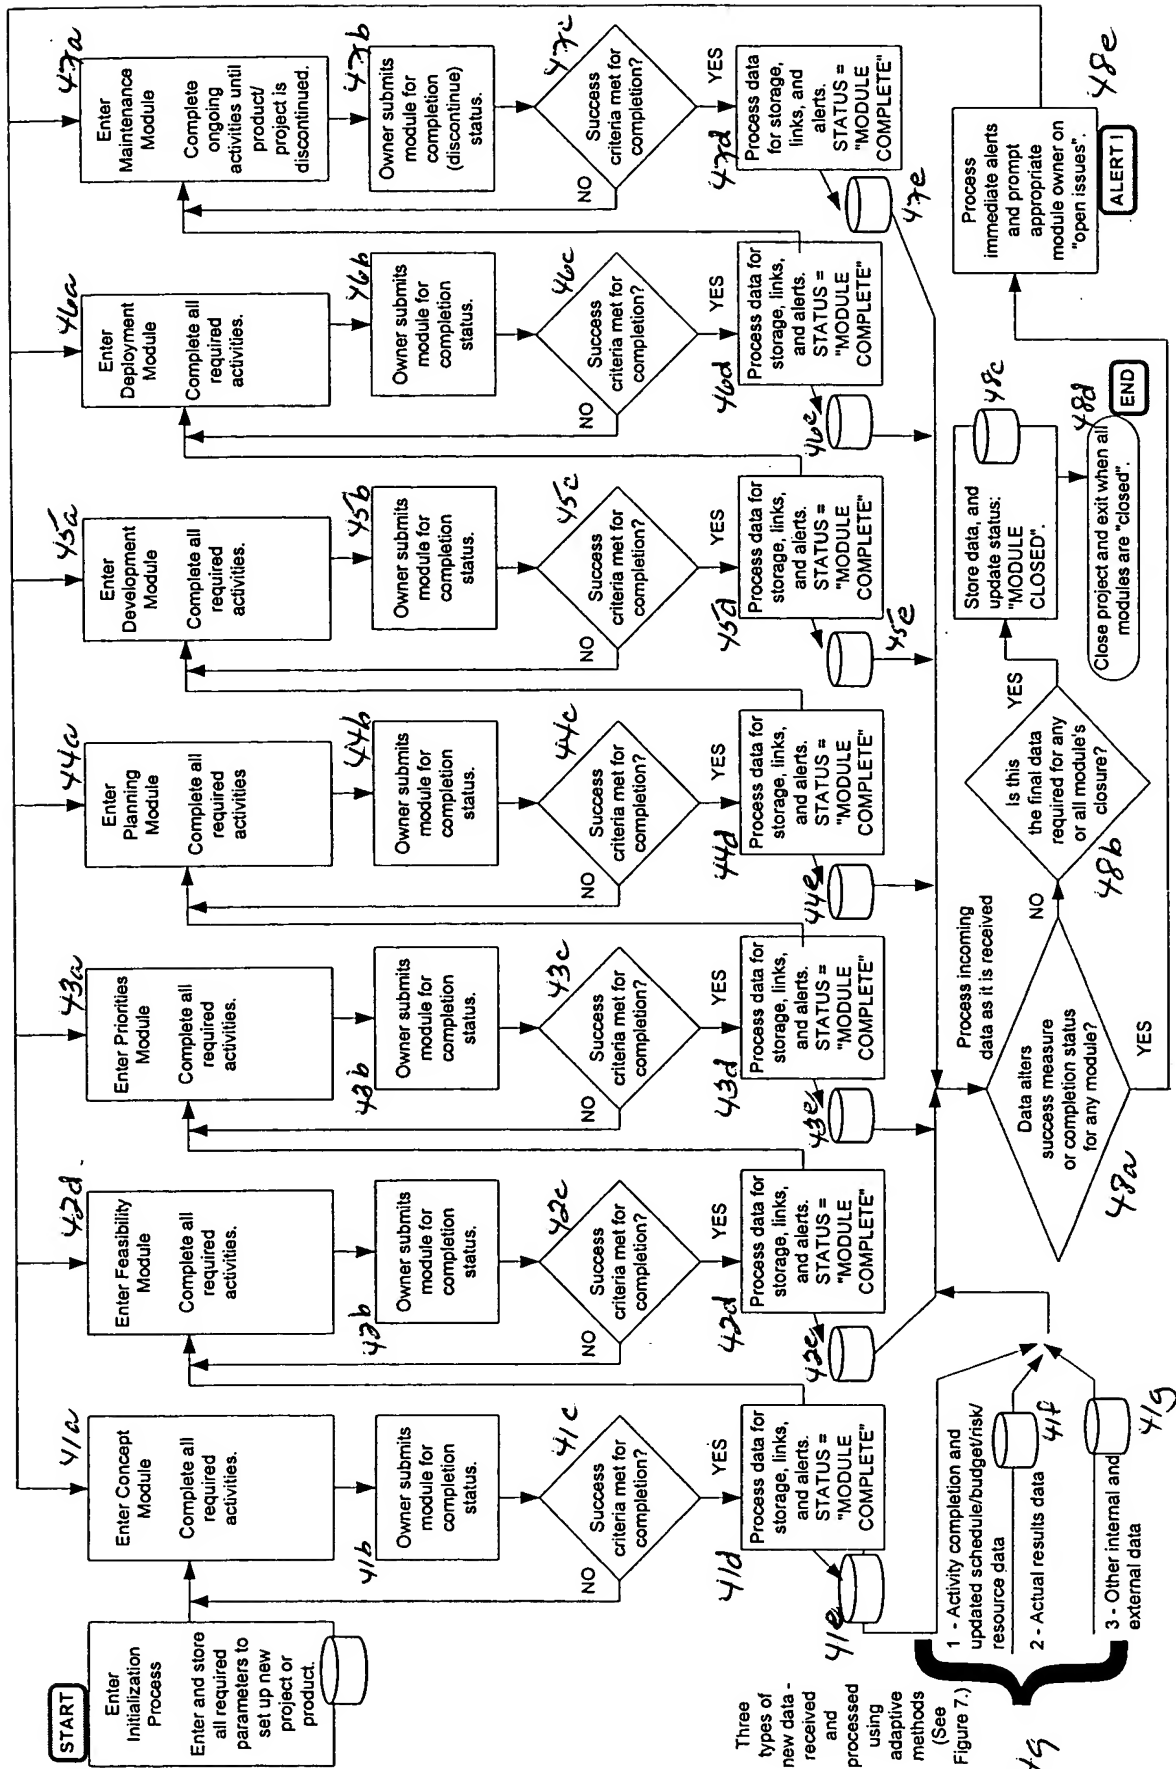 START
Enter
Initialization
Process
Enter and store
all required
parameters to
set up new
project or
product.
41a
Enter Concept
Module
Complete all
required
activities.
41b
Owner submits
module for
completion
status.
41c
Success
criteria met for
completion?
NO
YES
41d
Process data for
storage, links,
and alerts.
STATUS =
"MODULE
COMPLETE"
41e
42d.
Enter Feasibility
Module
Complete all
required
activities.
42b
Owner submits
module for
completion
status.
42c
Success
criteria met for
completion?
NO
YES
42d
Process data for
storage, links,
and alerts.
STATUS =
"MODULE
COMPLETE"
42e
43a
Enter Priorities
Module
Complete all
required
activities.
43b
Owner submits
module for
completion
status.
43c
Success
criteria met for
completion?
NO
YES
43d
Process data for
storage, links,
and alerts.
STATUS =
"MODULE
COMPLETE"
43e
44a
Enter
Planning
Module
Complete all
required
activities
44b
Owner submits
module for
completion
status.
44c
Success
criteria met for
completion?
NO
YES
44d
Process data for
storage, links,
and alerts.
STATUS =
"MODULE
COMPLETE"
44e
45a
Enter
Development
Module
Complete all
required
activities.
45b
Owner submits
module for
completion
status.
45c
Success
criteria met for
completion?
NO
YES
45d
Process data for
storage, links,
and alerts.
STATUS =
"MODULE
COMPLETE"
45e
46a
Enter
Deployment
Module
Complete all
required
activities.
46b
Owner submits
module for
completion
status.
46c
Success
criteria met for
completion?
NO
YES
46d
Process data for
storage, links,
and alerts.
STATUS =
"MODULE
COMPLETE"
46e
47a
Enter
Maintenance
Module
Complete
ongoing
activities until
product/
project is
discontinued.
47b
Owner submits
module for
completion
(discontinue)
status.
47c
Success
criteria met for
completion?
NO
YES
47d
Process data
for storage,
links, and
alerts.
STATUS =
"MODULE
COMPLETE"
47e
Three
types of
new data -
received
and
processed
using
adaptive
methods
(See
Figure 7.)
1 - Activity completion and
updated schedule/budget/risk/
resource data
2 - Actual results data
41f
3 - Other internal and
external data
41g
Process incoming
data as it is received
Data alters
success measure
or completion status
for any module?
48a
NO
YES
Is this
the final data
required for any
or all module's
closure?
48b
YES
Store data, and
update status:
"MODULE
CLOSED".
48c
48d
Close project and exit when all
modules are "closed".
END
Process
immediate alerts
and prompt
appropriate
module owner on
"open issues".
ALERT!
48e